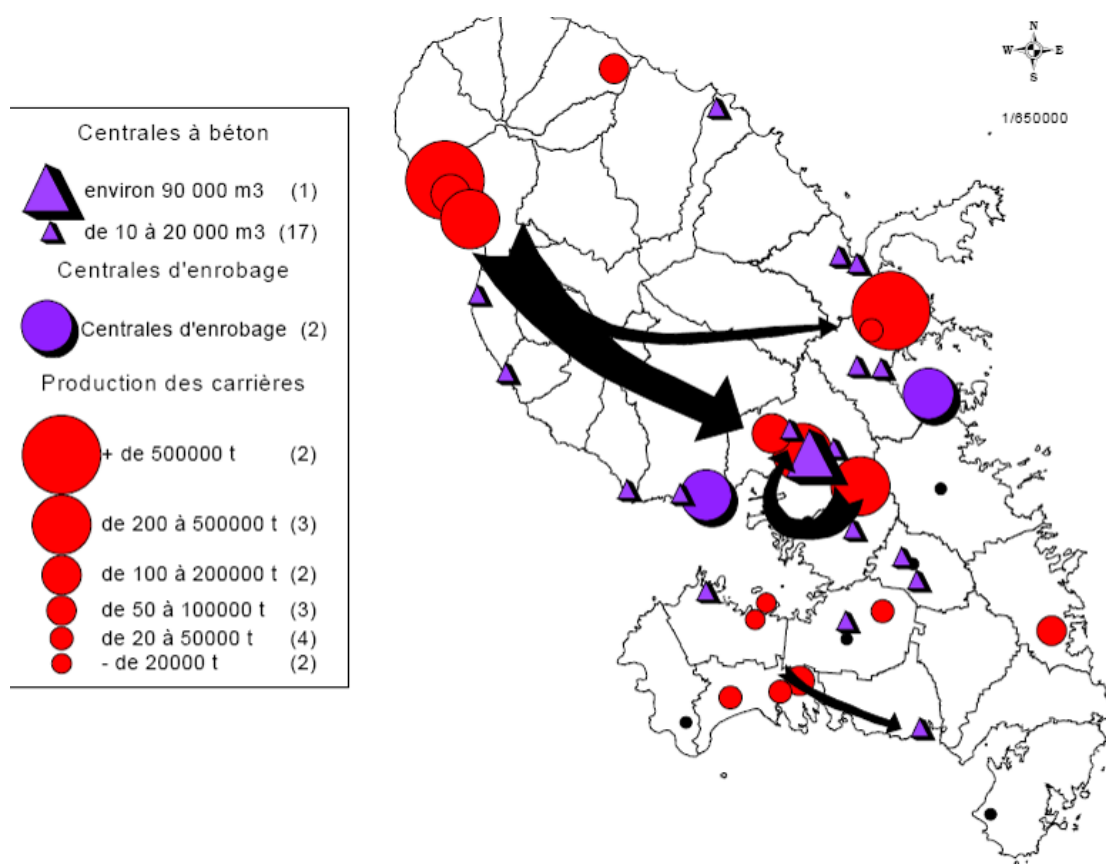 N
W E
S
1/650000
Centrales à béton
environ 90 000 m3 (1)
de 10 à 20 000 m3 (17)
Centrales d'enrobage
Centrales d'enrobage (2)
Production des carrières
+ de 500000 t (2)
de 200 à 500000 t (3)
de 100 à 200000 t (2)
de 50 à 100000 t (3)
de 20 à 50000 t (4)
- de 20000 t (2)